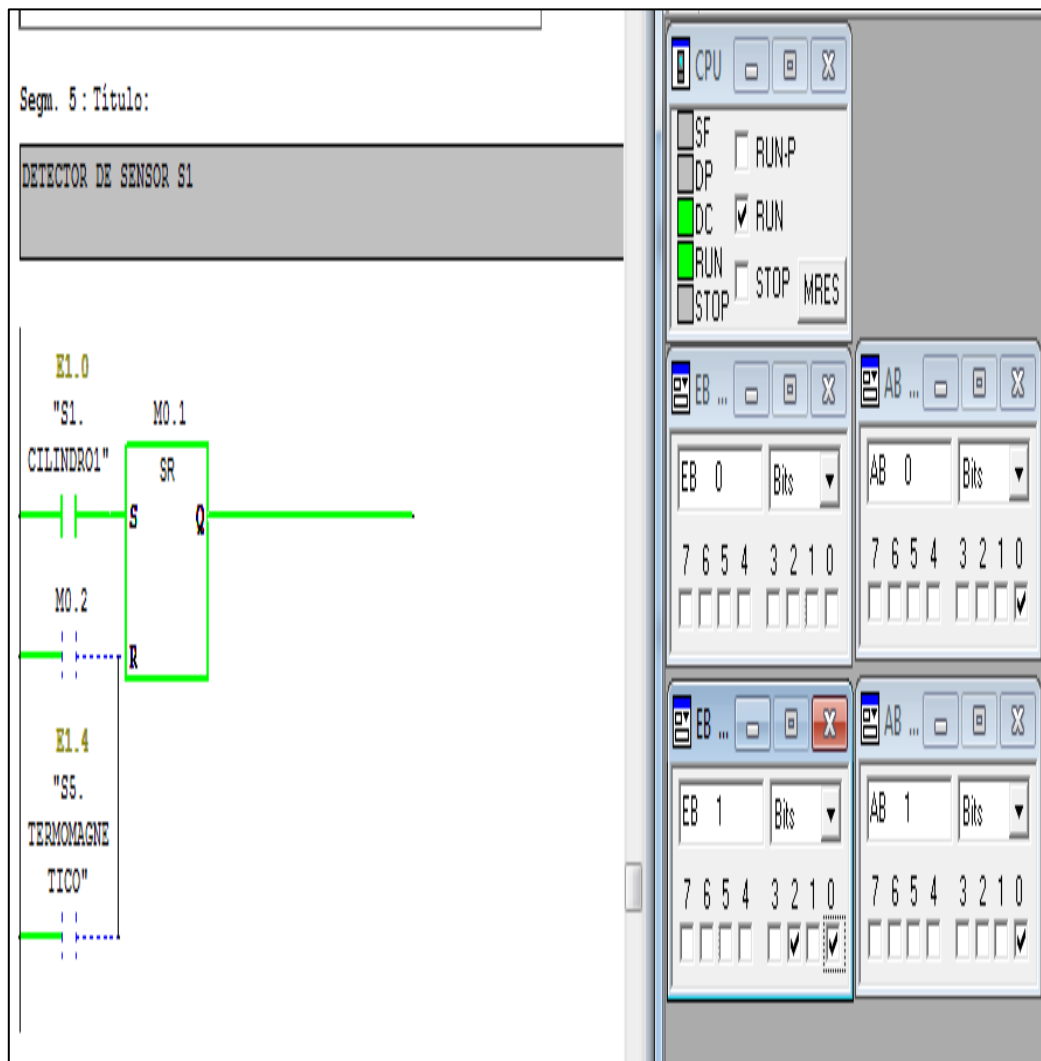 Segm. 5 : Título:
DETECTOR DE SENSOR S1
E1.0
"S1.
CILINDRO1"
M0.1
SR
S Q
M0.2
R
E1.4
"S5.
TERMOMAGNE
TICO"
CPU
SF
DP
DC
RUN
STOP
RUN-P
RUN
STOP
MRES
EB ...
EB 0 Bits
7 6 5 4 3 2 1 0
AB ...
AB 0 Bits
7 6 5 4 3 2 1 0
EB ...
EB 1 Bits
7 6 5 4 3 2 1 0
AB ...
AB 1 Bits
7 6 5 4 3 2 1 0